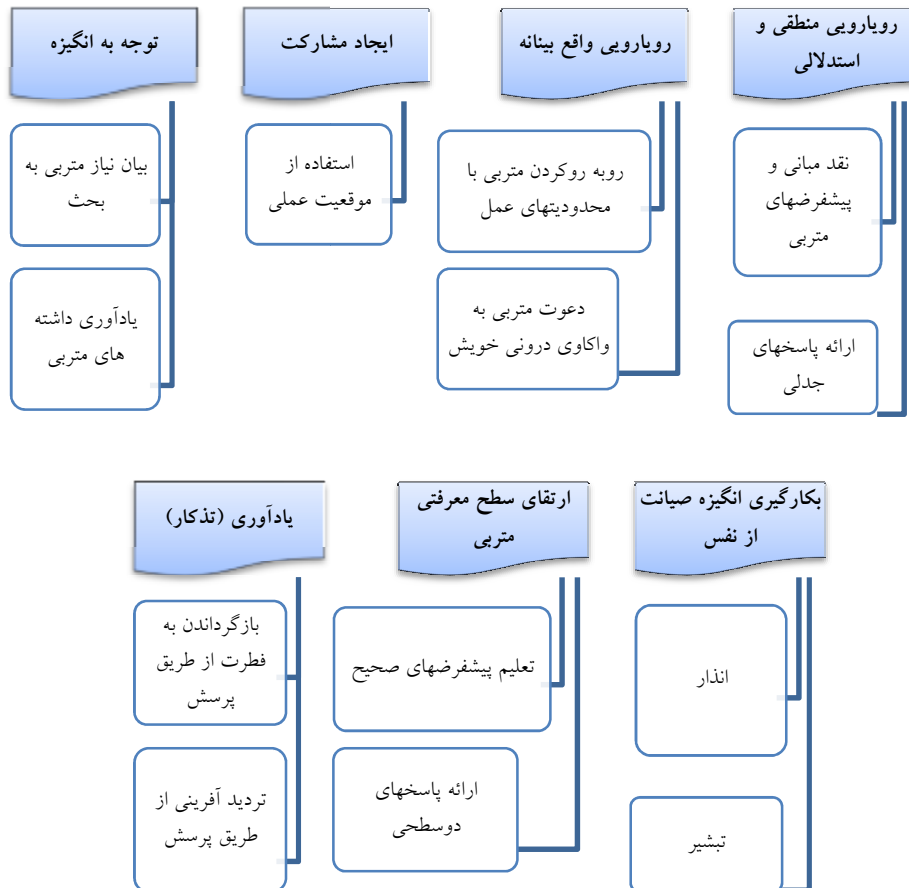 رویارویی منطقی و
استدلالی
نقد مبانی و
پیشفرضهای
متربی
ارائه پاسخهای
جدلی
رویارویی واقع بینانه
روبه روکردن متربی با
محدودیتهای عمل
دعوت متربی به
واکاوی درونی خویش
ایجاد مشارکت
استفاده از
موقعیت عملی
توجه به انگیزه
بیان نیاز متربی به
بحث
یادآوری داشته
های متربی
بکارگیری انگیزه صیانت
از نفس
انذار
تبشیر
ارتقای سطح معرفتی
متربی
تعلیم پیشفرضهای صحیح
ارائه پاسخهای
دوسطحی
یادآوری (تذکار)
بازگرداندن به
فطرت از طریق
پرسش
تردید آفرینی از
طریق پرسش